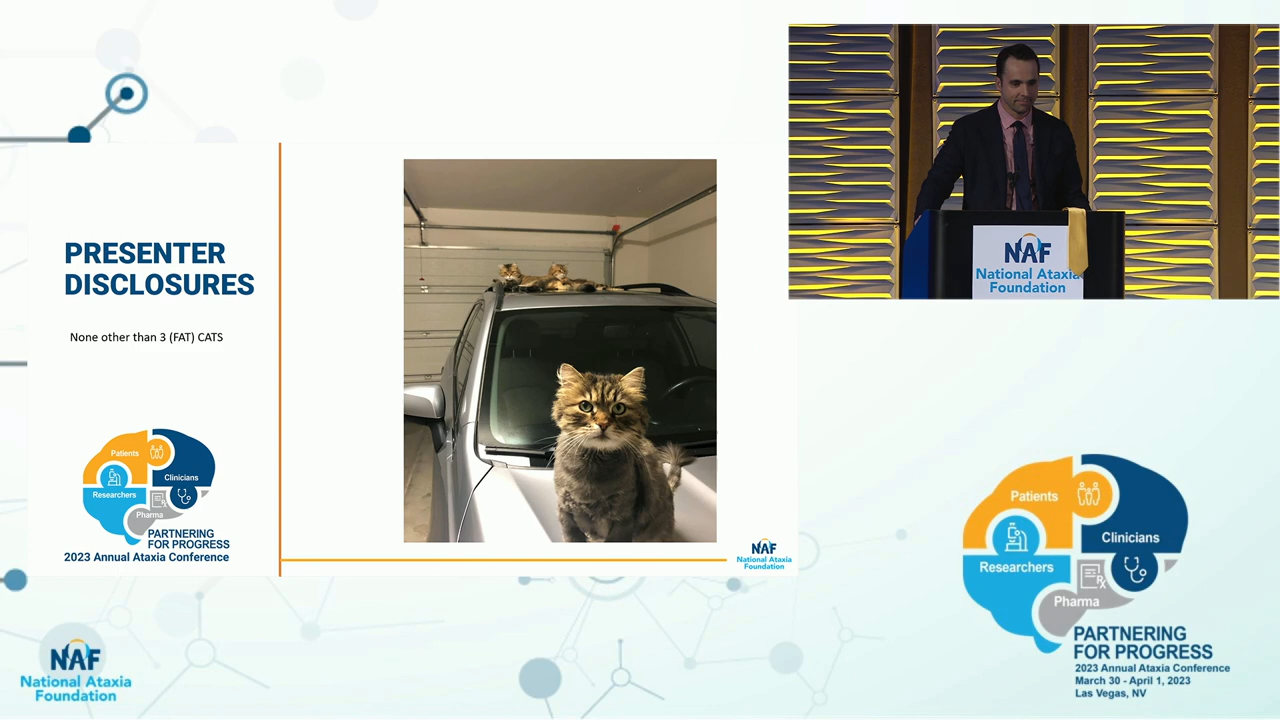 PRESENTER
DISCLOSURES
None other than 3 (FAT) CATS
Patients
Clinicians
Researchers
Pharma
PARTNERING
FOR PROGRESS
2023 Annual Ataxia Conference
NAF
National Ataxia
Foundation
NAF
National Ataxia
Foundation
NAF
National Ataxia
Foundation
Patients
Clinicians
Researchers
Rx
Pharma
PARTNERING
FOR PROGRESS
2023 Annual Ataxia Conference
March 30 - April 1, 2023
Las Vegas, NV